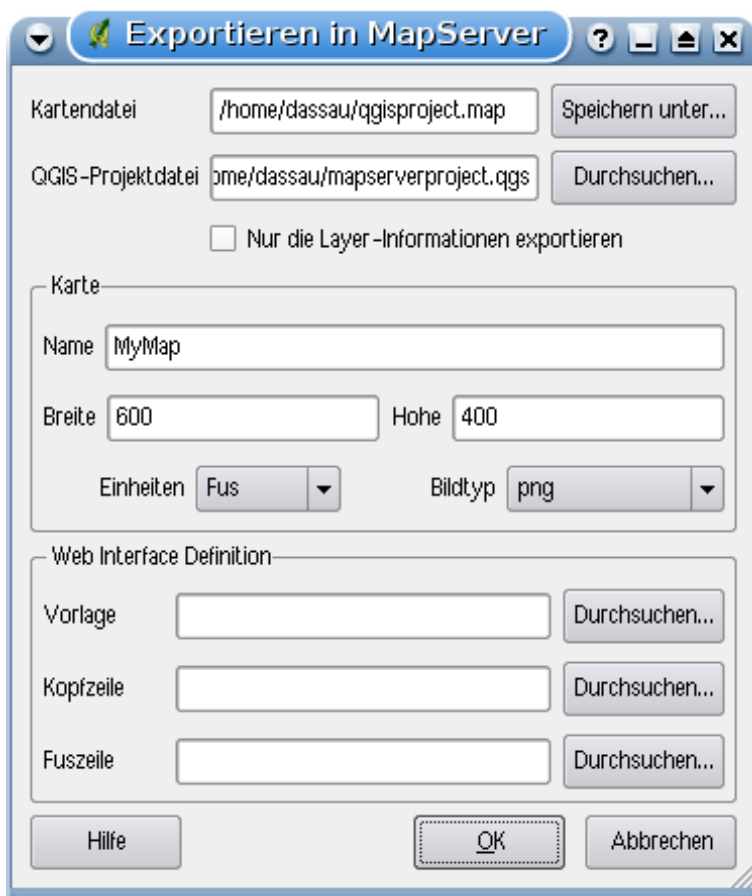 Exportieren in MapServer
Kartendatei /home/dassau/qgisproject.map Speichern unter...
QGIS-Projektdatei ome/dassau/mapserverproject.qgs Durchsuchen...
Nur die Layer-Informationen exportieren
Karte
Name MyMap
Breite 600 Hohe 400
Einheiten Fus Bildtyp png
Web Interface Definition
Vorlage Durchsuchen...
Kopfzeile Durchsuchen...
Fuszeile Durchsuchen...
Hilfe OK Abbrechen